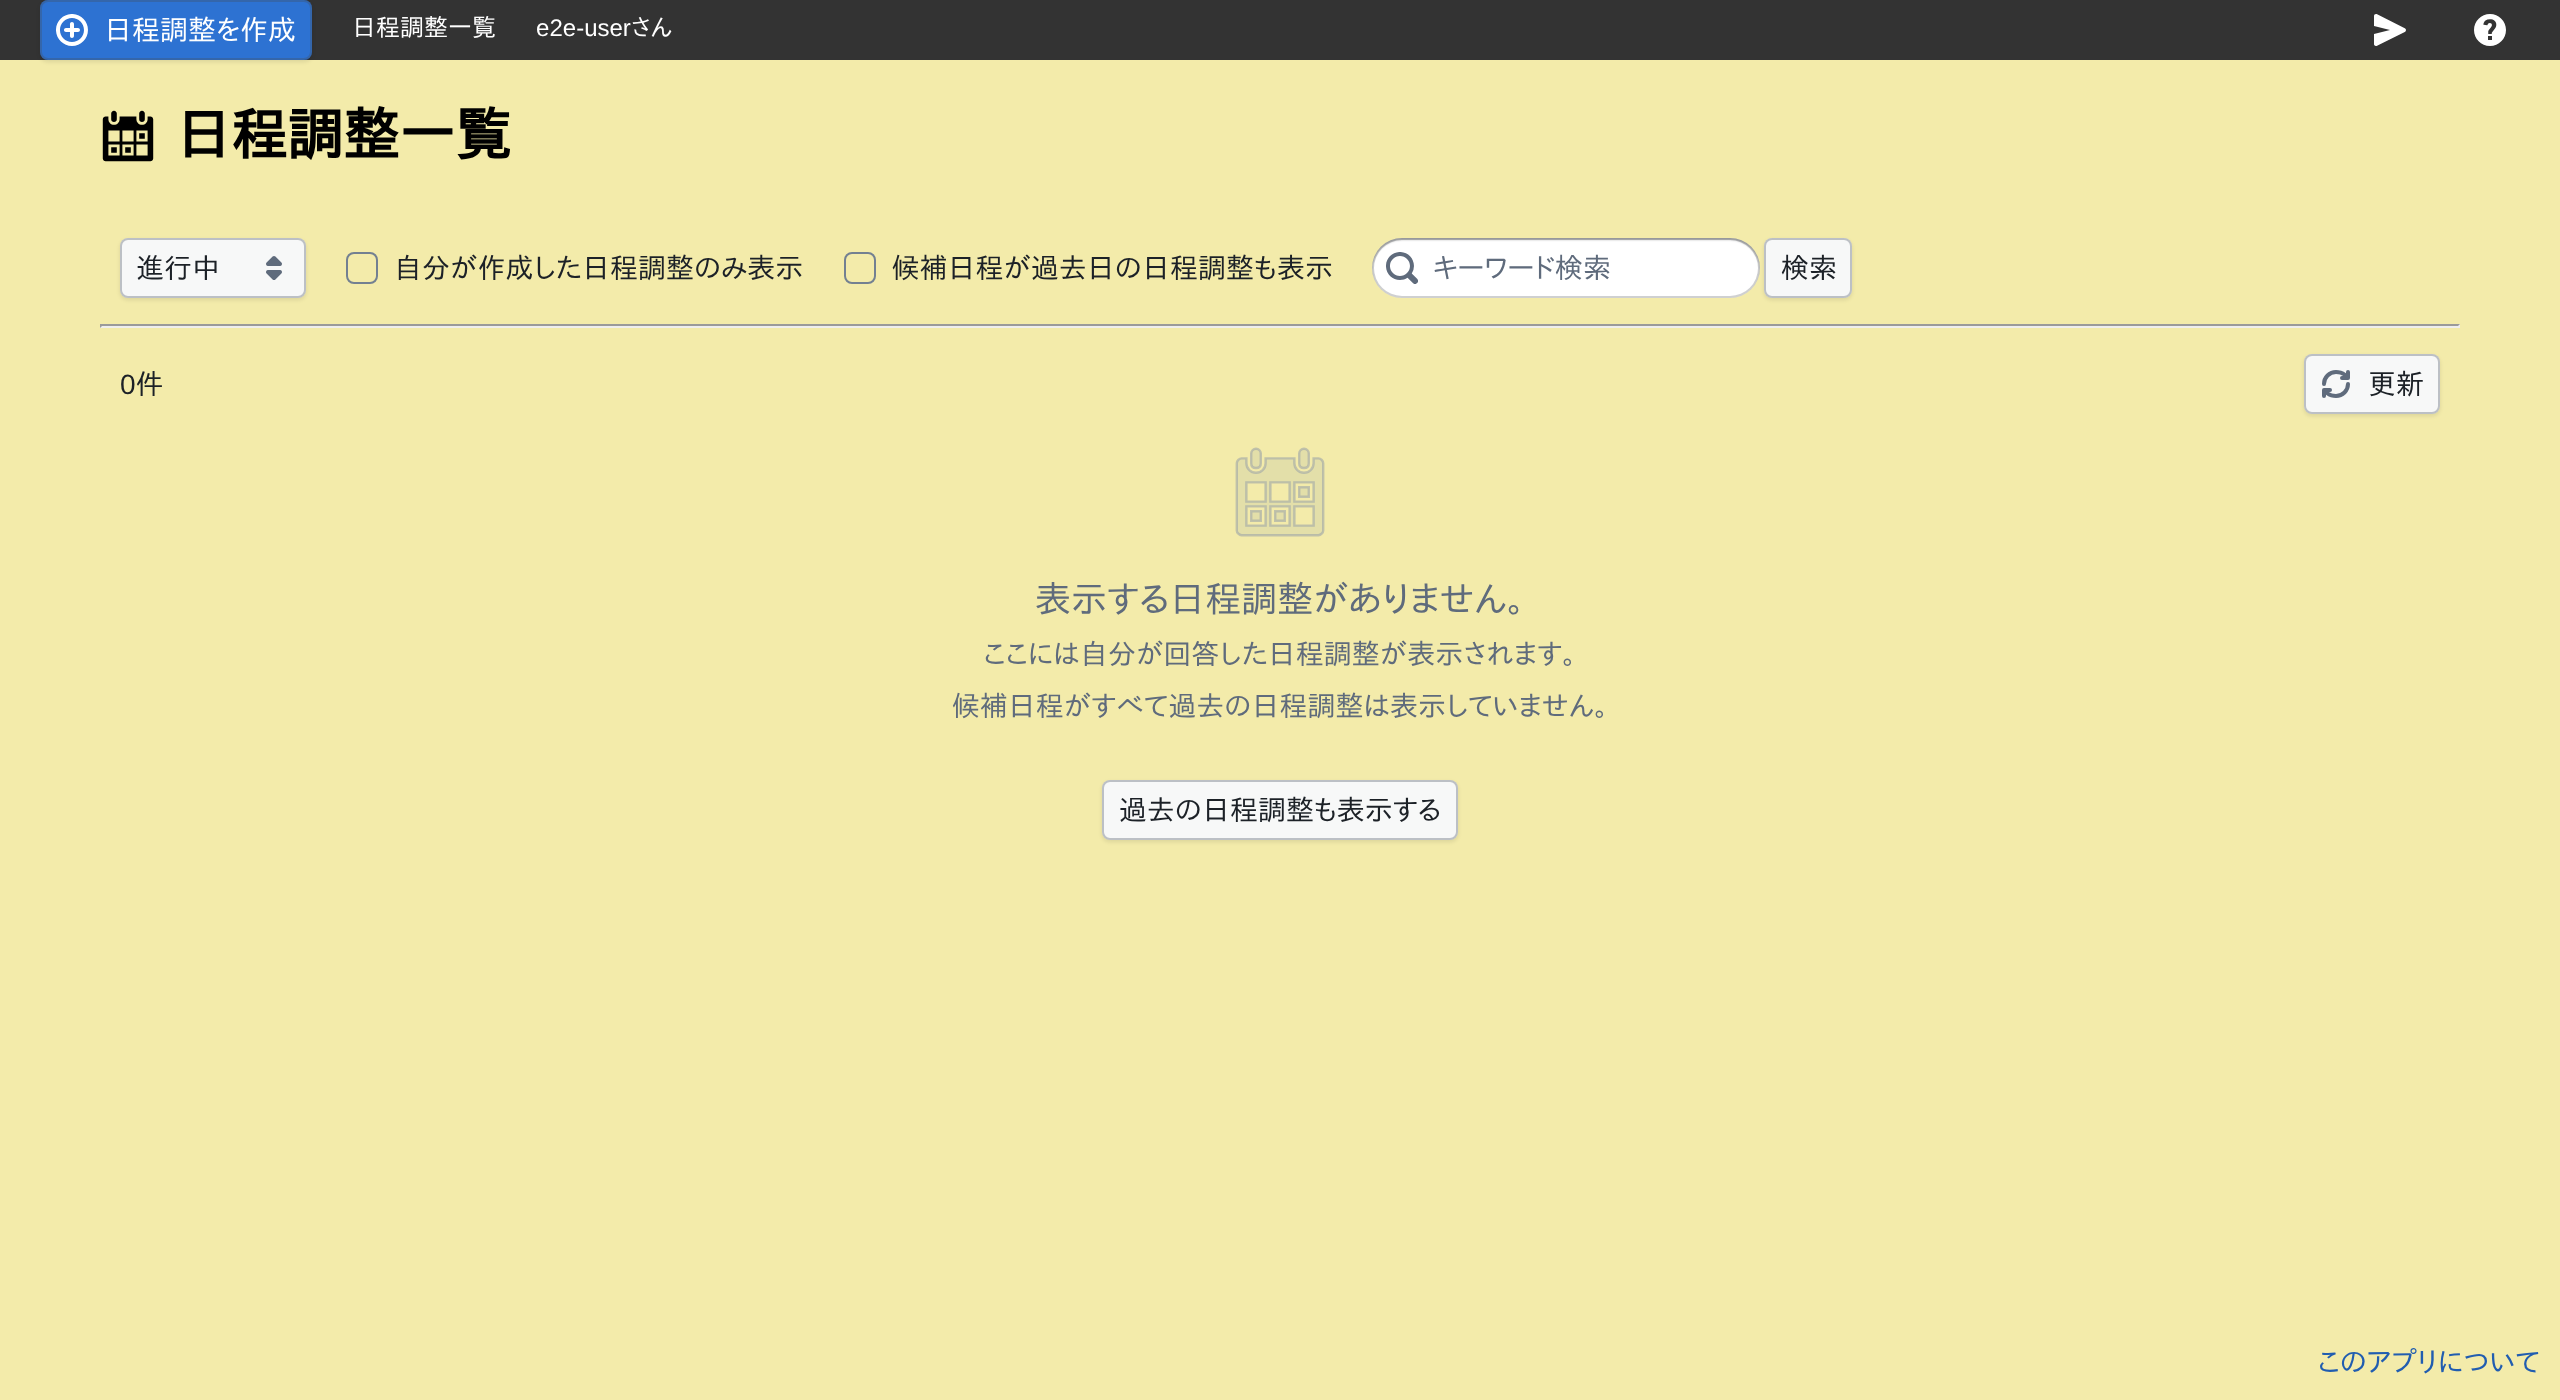 日程調整を作成 日程調整一覧 e2e-userさん
日程調整一覧
進行中 自分が作成した日程調整のみ表示 候補日程が過去日の日程調整も表示 キーワード検索 検索
0件 更新
表示する日程調整がありません。
ここには自分が回答した日程調整が表示されます。
候補日程がすべて過去の日程調整は表示していません。
過去の日程調整も表示する
このアプリについて